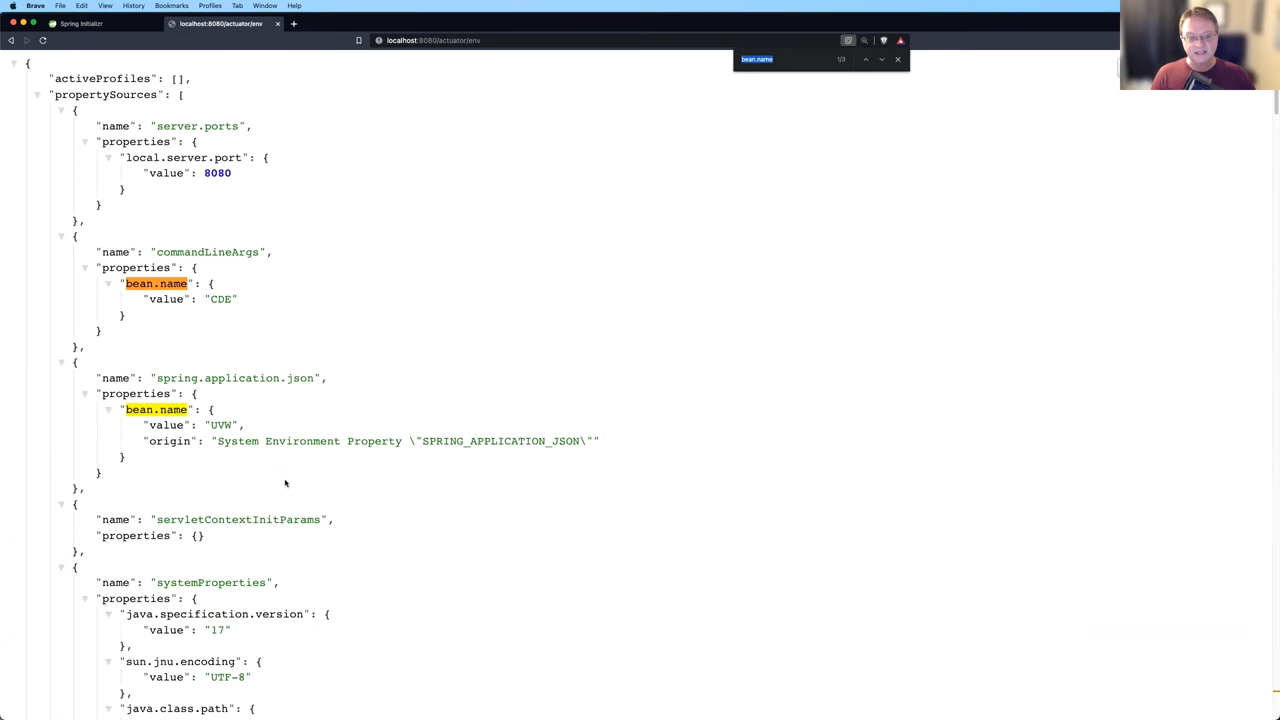 Brave File Edit View History Bookmarks Profiles Tab Window Help
Spring Initializr
localhost:8080/actuator/env
localhost:8080/actuator/env
bean.name 1/3
{
"activeProfiles": [],
"propertySources": [
{
"name": "server.ports",
"properties": {
"local.server.port": {
"value": 8080
}
}
},
{
"name": "commandLineArgs",
"properties": {
"bean.name": {
"value": "CDE"
}
}
},
{
"name": "spring.application.json",
"properties": {
"bean.name": {
"value": "UVW",
"origin": "System Environment Property \"SPRING_APPLICATION_JSON\""
}
}
},
{
"name": "servletContextInitParams",
"properties": {}
},
{
"name": "systemProperties",
"properties": {
"java.specification.version": {
"value": "17"
},
"sun.jnu.encoding": {
"value": "UTF-8"
},
"java.class.path": {